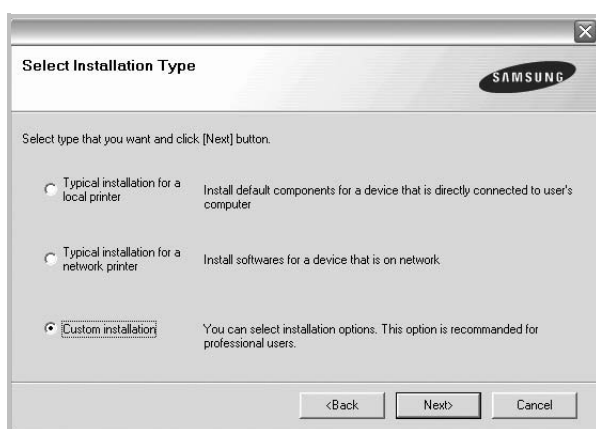 Select Installation Type
SAMSUNG
Select type that you want and click [Next] button.
Typical installation for a
local printer
Install default components for a device that is directly connected to user's
computer
Typical installation for a
network printer
Install softwares for a device that is on network
Custom installation
You can select installation options. This option is recommanded for
professional users.
<Back
Next>
Cancel